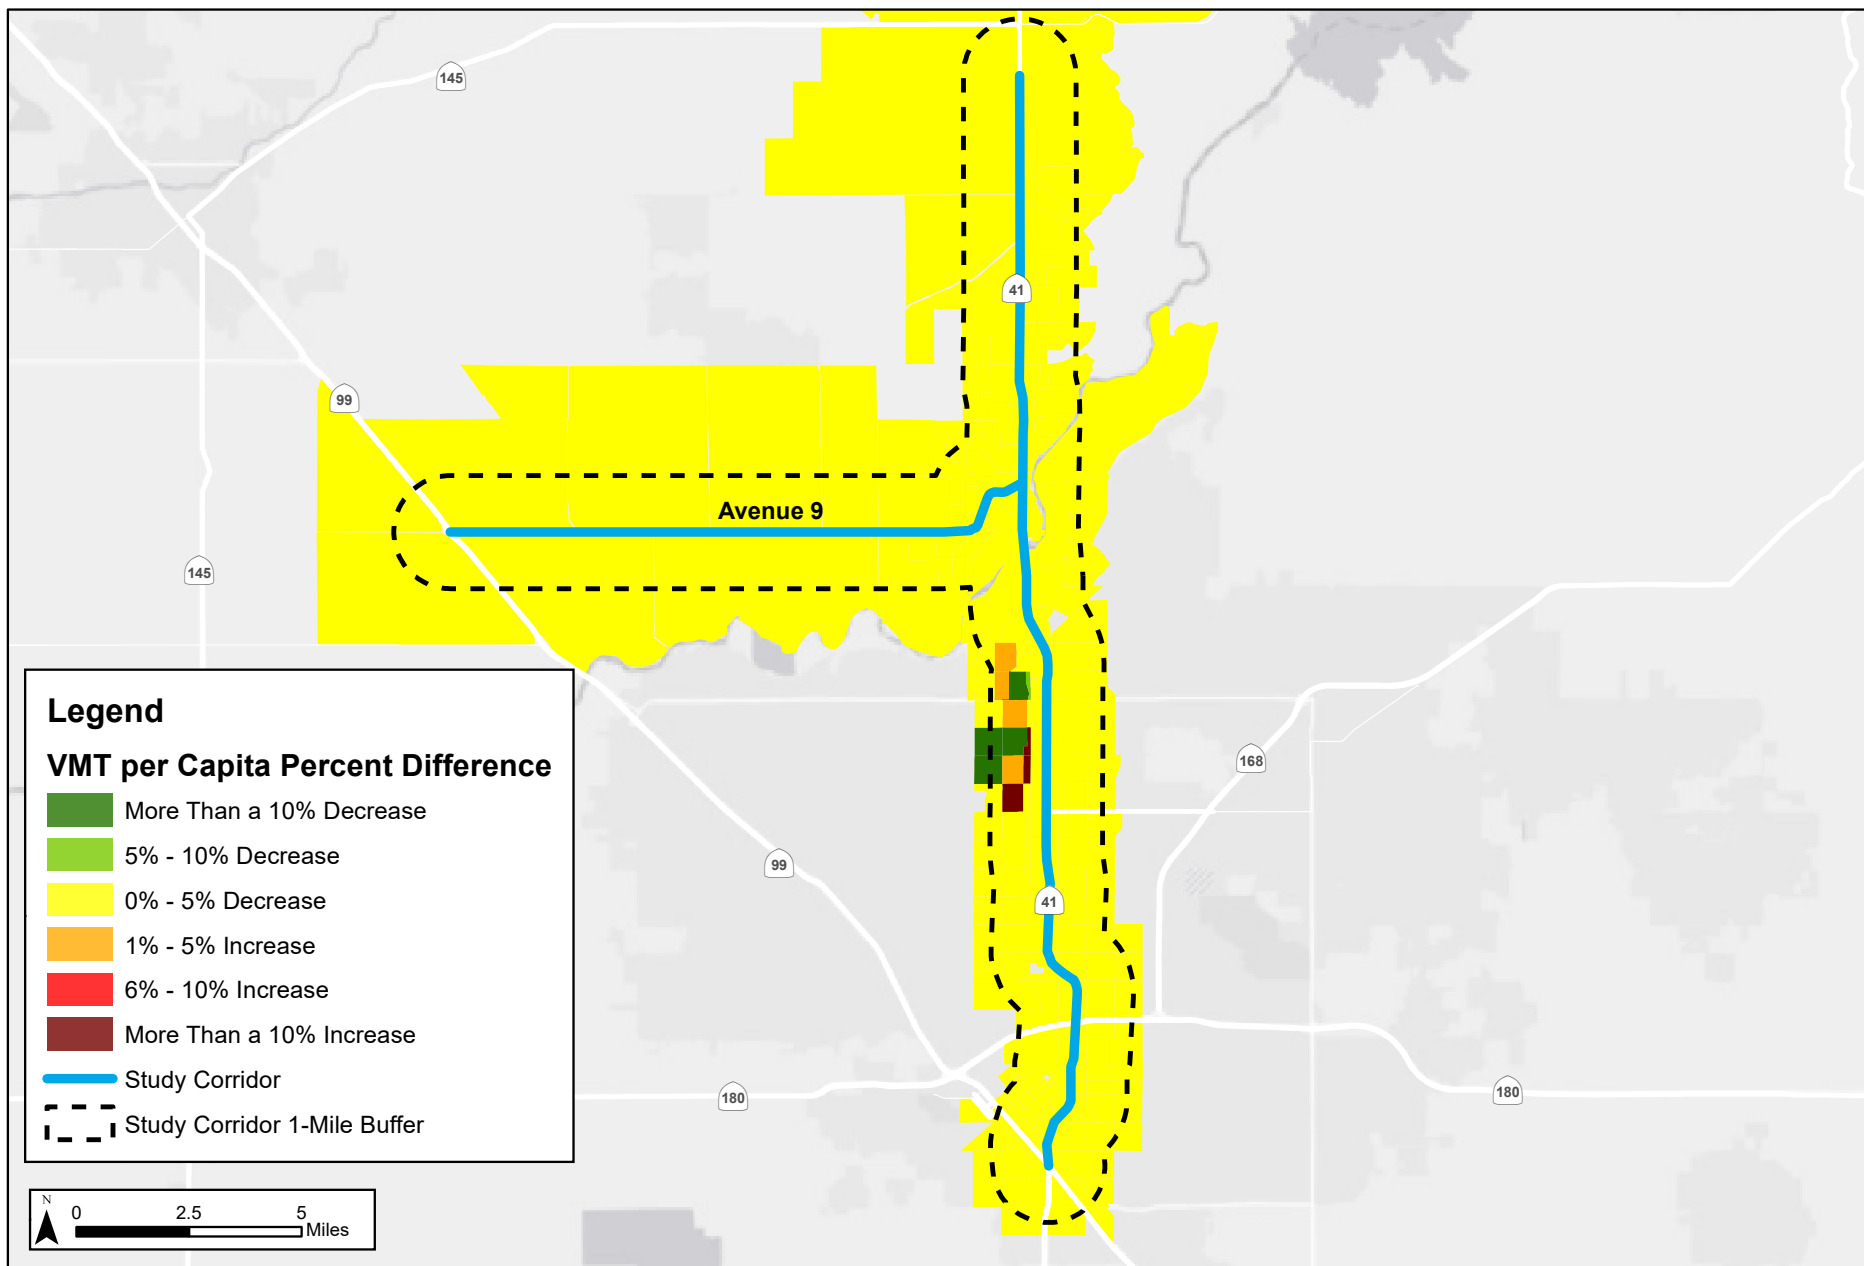 145
41
99
Avenue 9
145
168
99
41
180
180
Legend
VMT per Capita Percent Difference
More Than a 10% Decrease
5% - 10% Decrease
0% - 5% Decrease
1% - 5% Increase
6% - 10% Increase
More Than a 10% Increase
Study Corridor
Study Corridor 1-Mile Buffer
N
0 2.5 5
Miles